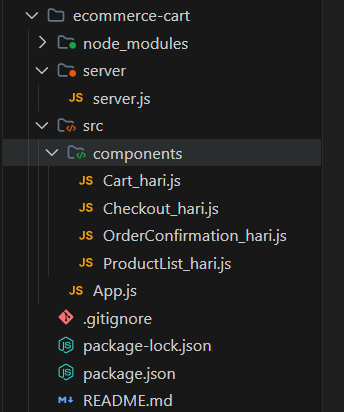 ecommerce-cart
node_modules
server
JS server.js
src
components
JS Cart_hari.js
JS Checkout_hari.js
JS OrderConfirmation_hari.js
JS ProductList_hari.js
JS App.js
.gitignore
package-lock.json
package.json
README.md